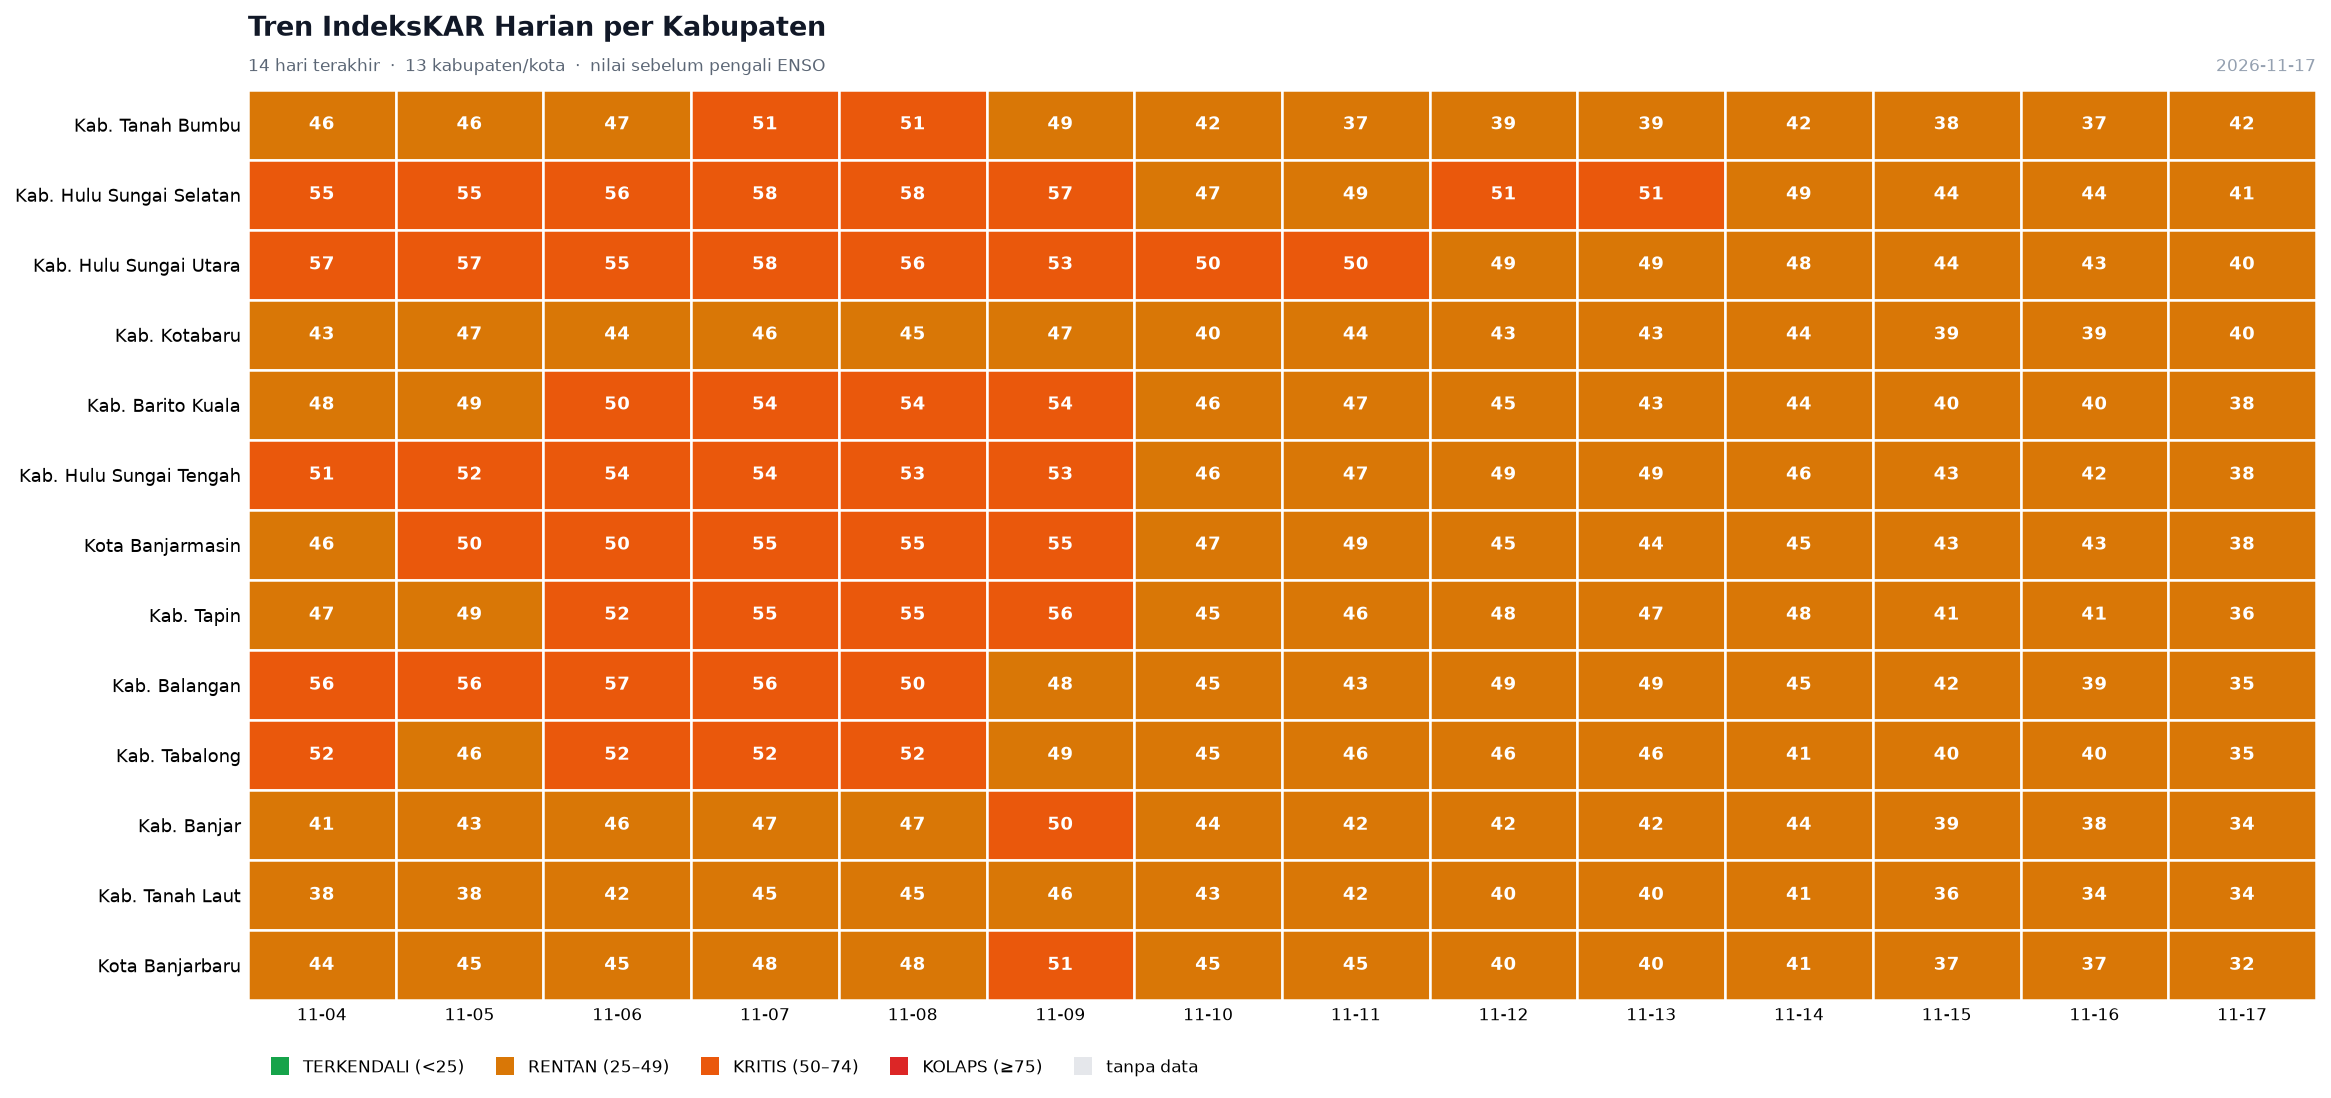 Tren IndeksKAR Harian per Kabupaten
14 hari terakhir · 13 kabupaten/kota · nilai sebelum pengali ENSO 2026-11-17
Kab. Tanah Bumbu 46 46 47 51 51 49 42 37 39 39 42 38 37 42
Kab. Hulu Sungai Selatan 55 55 56 58 58 57 47 49 51 51 49 44 44 41
Kab. Hulu Sungai Utara 57 57 55 58 56 53 50 50 49 49 48 44 43 40
Kab. Kotabaru 43 47 44 46 45 47 40 44 43 43 44 39 39 40
Kab. Barito Kuala 48 49 50 54 54 54 46 47 45 43 44 40 40 38
Kab. Hulu Sungai Tengah 51 52 54 54 53 53 46 47 49 49 46 43 42 38
Kota Banjarmasin 46 50 50 55 55 55 47 49 45 44 45 43 43 38
Kab. Tapin 47 49 52 55 55 56 45 46 48 47 48 41 41 36
Kab. Balangan 56 56 57 56 50 48 45 43 49 49 45 42 39 35
Kab. Tabalong 52 46 52 52 52 49 45 46 46 46 41 40 40 35
Kab. Banjar 41 43 46 47 47 50 44 42 42 42 44 39 38 34
Kab. Tanah Laut 38 38 42 45 45 46 43 42 40 40 41 36 34 34
Kota Banjarbaru 44 45 45 48 48 51 45 45 40 40 41 37 37 32
11-04 11-05 11-06 11-07 11-08 11-09 11-10 11-11 11-12 11-13 11-14 11-15 11-16 11-17
TERKENDALI (<25) RENTAN (25–49) KRITIS (50–74) KOLAPS (≥75) tanpa data